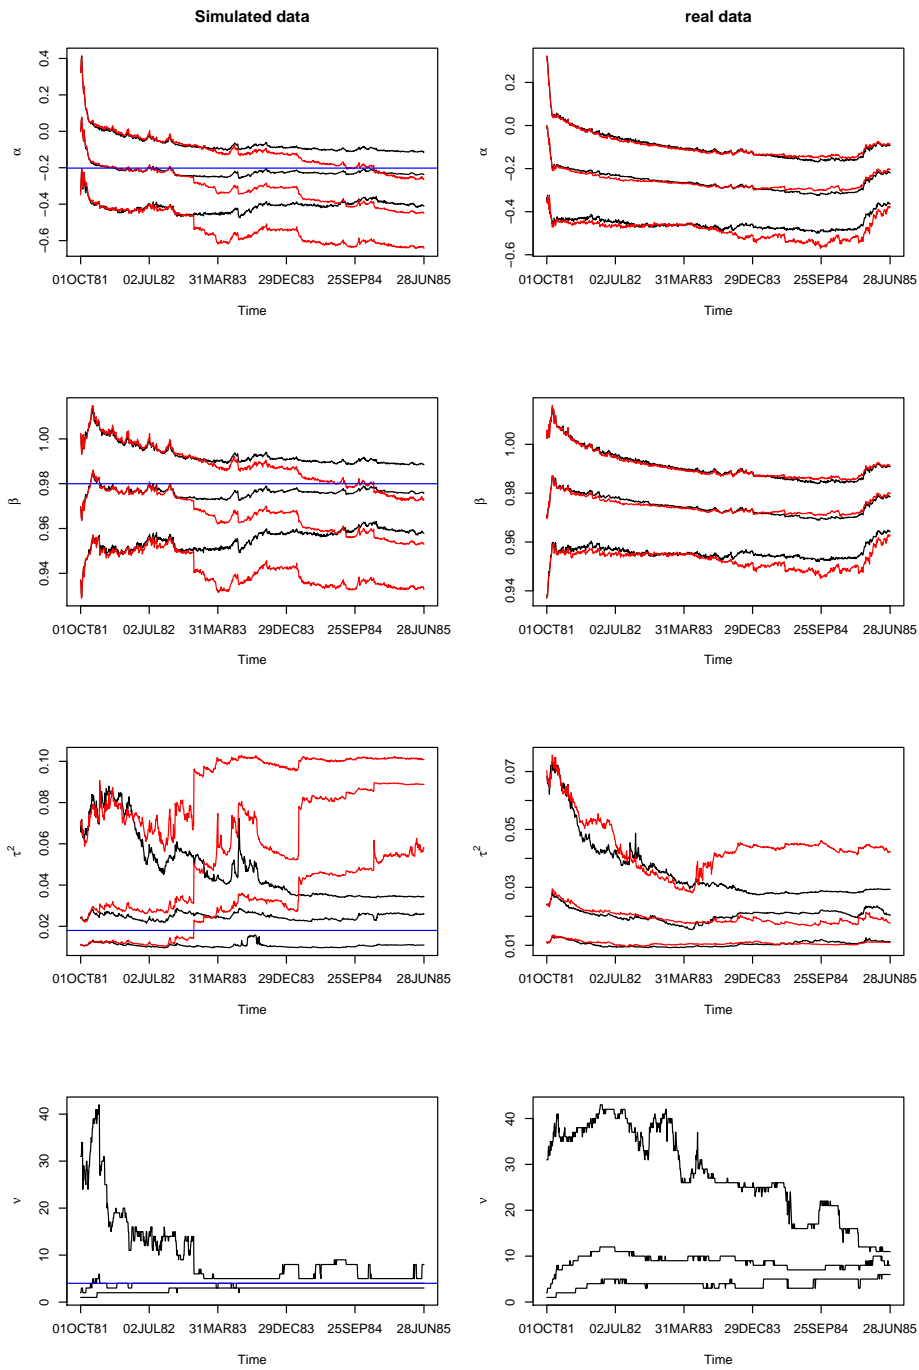 Simulated data real data
α 0.4 0.0 −0.2 −0.4 −0.6
01OCT81 02JUL82 31MAR83 29DEC83 25SEP84 28JUN85
Time
α 0.2 0.0 −0.2 −0.4 −0.6
01OCT81 02JUL82 31MAR83 29DEC83 25SEP84 28JUN85
Time
β 1.00 0.98 0.96 0.94
01OCT81 02JUL82 31MAR83 29DEC83 25SEP84 28JUN85
Time
β 1.00 0.98 0.96 0.94
01OCT81 02JUL82 31MAR83 29DEC83 25SEP84 28JUN85
Time
τ² 0.10 0.08 0.06 0.04 0.02
01OCT81 02JUL82 31MAR83 29DEC83 25SEP84 28JUN85
Time
τ² 0.07 0.05 0.03 0.01
01OCT81 02JUL82 31MAR83 29DEC83 25SEP84 28JUN85
Time
ν 40 30 20 10 0
01OCT81 02JUL82 31MAR83 29DEC83 25SEP84 28JUN85
Time
ν 40 30 20 10 0
01OCT81 02JUL82 31MAR83 29DEC83 25SEP84 28JUN85
Time